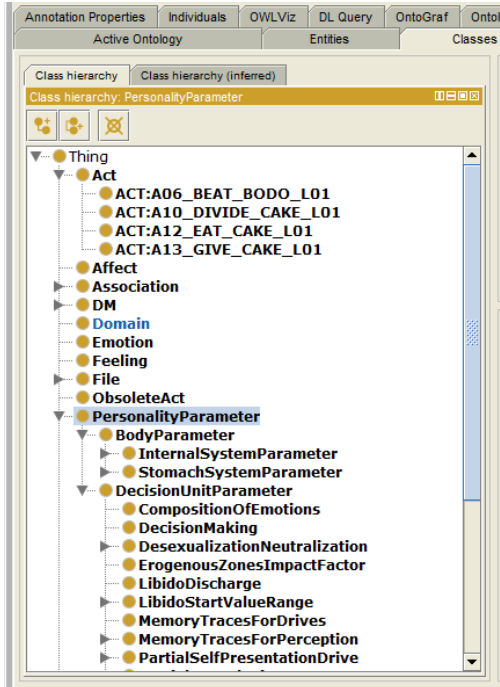 Annotation Properties Individuals OWLViz DL Query OntoGraf
Active Ontology Entities Classes
Class hierarchy Class hierarchy (inferred)
Class hierarchy: PersonalityParameter
Thing
Act
ACT:A06_BEAT_BODO_L01
ACT:A10_DIVIDE_CAKE_L01
ACT:A12_EAT_CAKE_L01
ACT:A13_GIVE_CAKE_L01
Affect
Association
DM
Domain
Emotion
Feeling
File
ObsoleteAct
PersonalityParameter
BodyParameter
InternalSystemParameter
StomachSystemParameter
DecisionUnitParameter
CompositionOfEmotions
DecisionMaking
DesexualizationNeutralization
ErogenousZonesImpactFactor
LibidoDischarge
LibidoStartValueRange
MemoryTracesForDrives
MemoryTracesForPerception
PartialSelfPresentationDrive